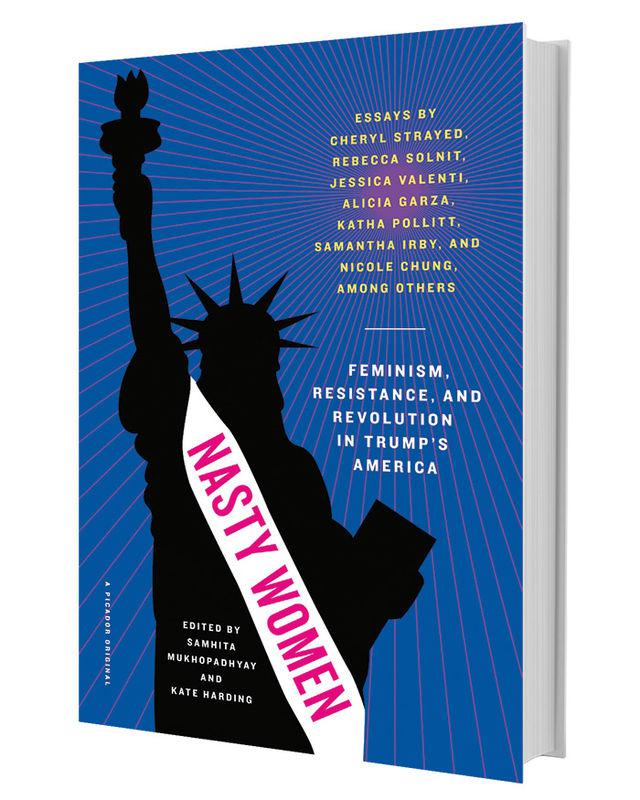 ESSAYS BY
CHERYL STRAYED,
REBECCA SOLNIT,
JESSICA VALENTI,
ALICIA GARZA,
KATHA POLLITT,
SAMANTHA IRBY, AND
NICOLE CHUNG,
AMONG OTHERS
FEMINISM,
RESISTANCE, AND
REVOLUTION
IN TRUMP'S
AMERICA
NASTY WOMEN
EDITED BY
SAMHITA
MUKHOPADHYAY
AND
KATE HARDING
A PICADOR ORIGINAL